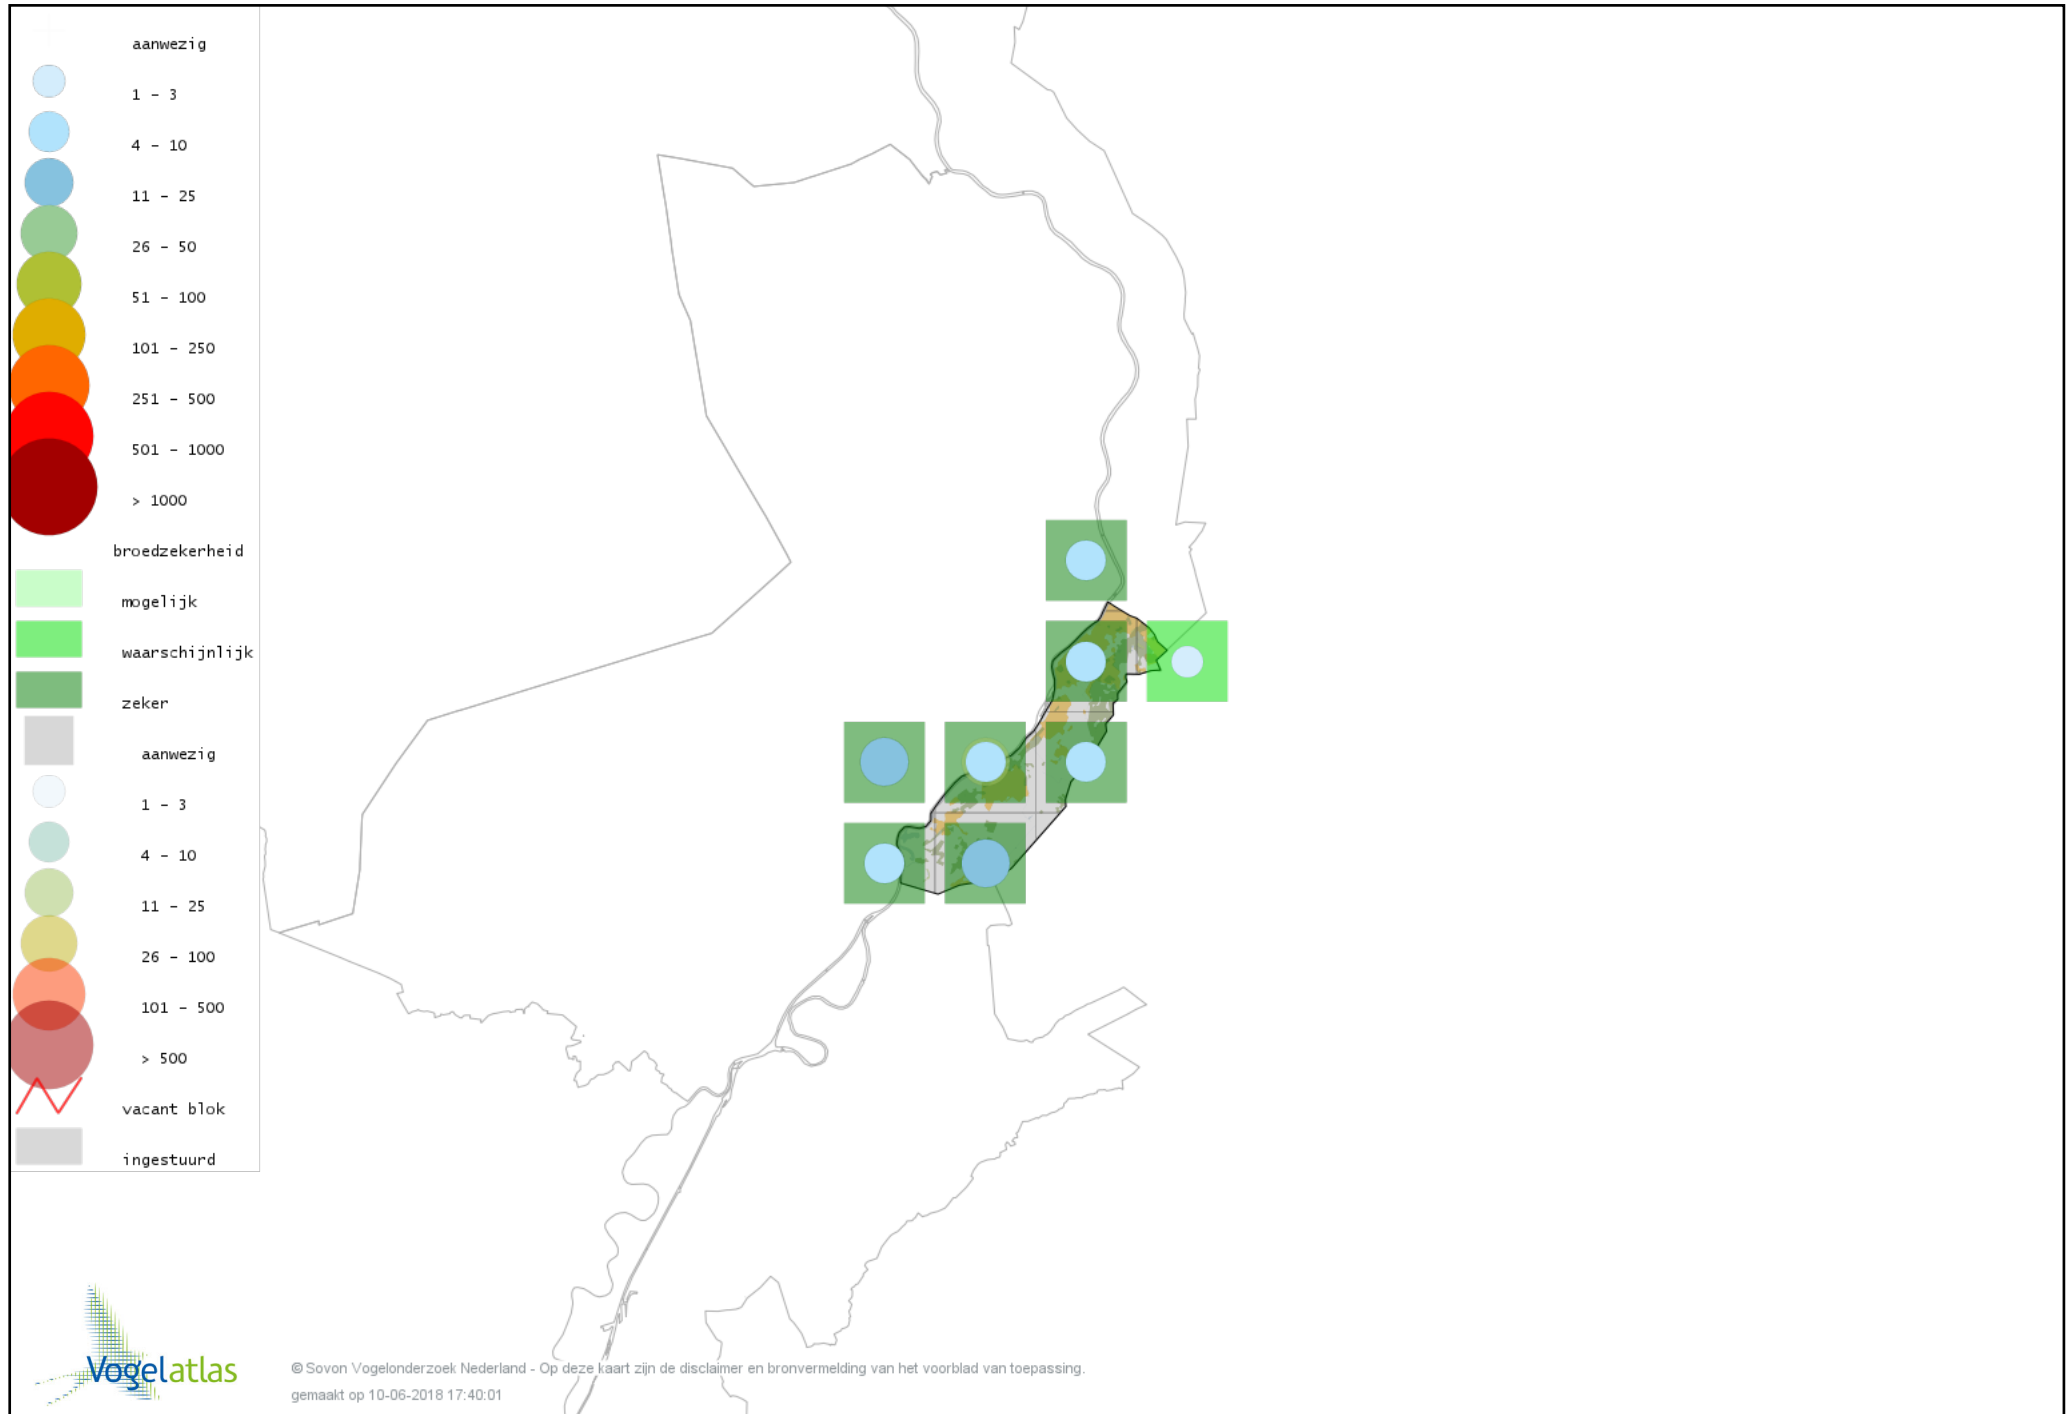 aanwezig
1 - 3
4 - 10
11 - 25
26 - 50
51 - 100
101 - 250
251 - 500
501 - 1000
> 1000
broedzekerheid
mogelijk
waarschijnlijk
zeker
aanwezig
1 - 3
4 - 10
11 - 25
26 - 100
101 - 500
> 500
vacant blok
ingestuurd
Vogelatlas
© Sovon Vogelonderzoek Nederland - Op deze kaart zijn de disclaimer en bronvermelding van het voorblad van toepassing.
gemaakt op 10-06-2018 17:40:01